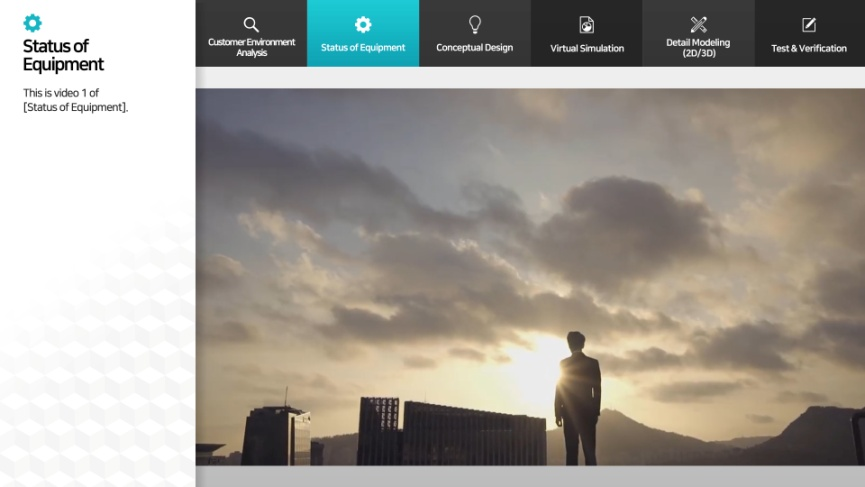 Status of
Equipment
This is video 1 of
[Status of Equipment].
Customer Environment
Analysis
Status of Equipment
Conceptual Design
Virtual Simulation
Detail Modeling
(2D/3D)
Test & Verification